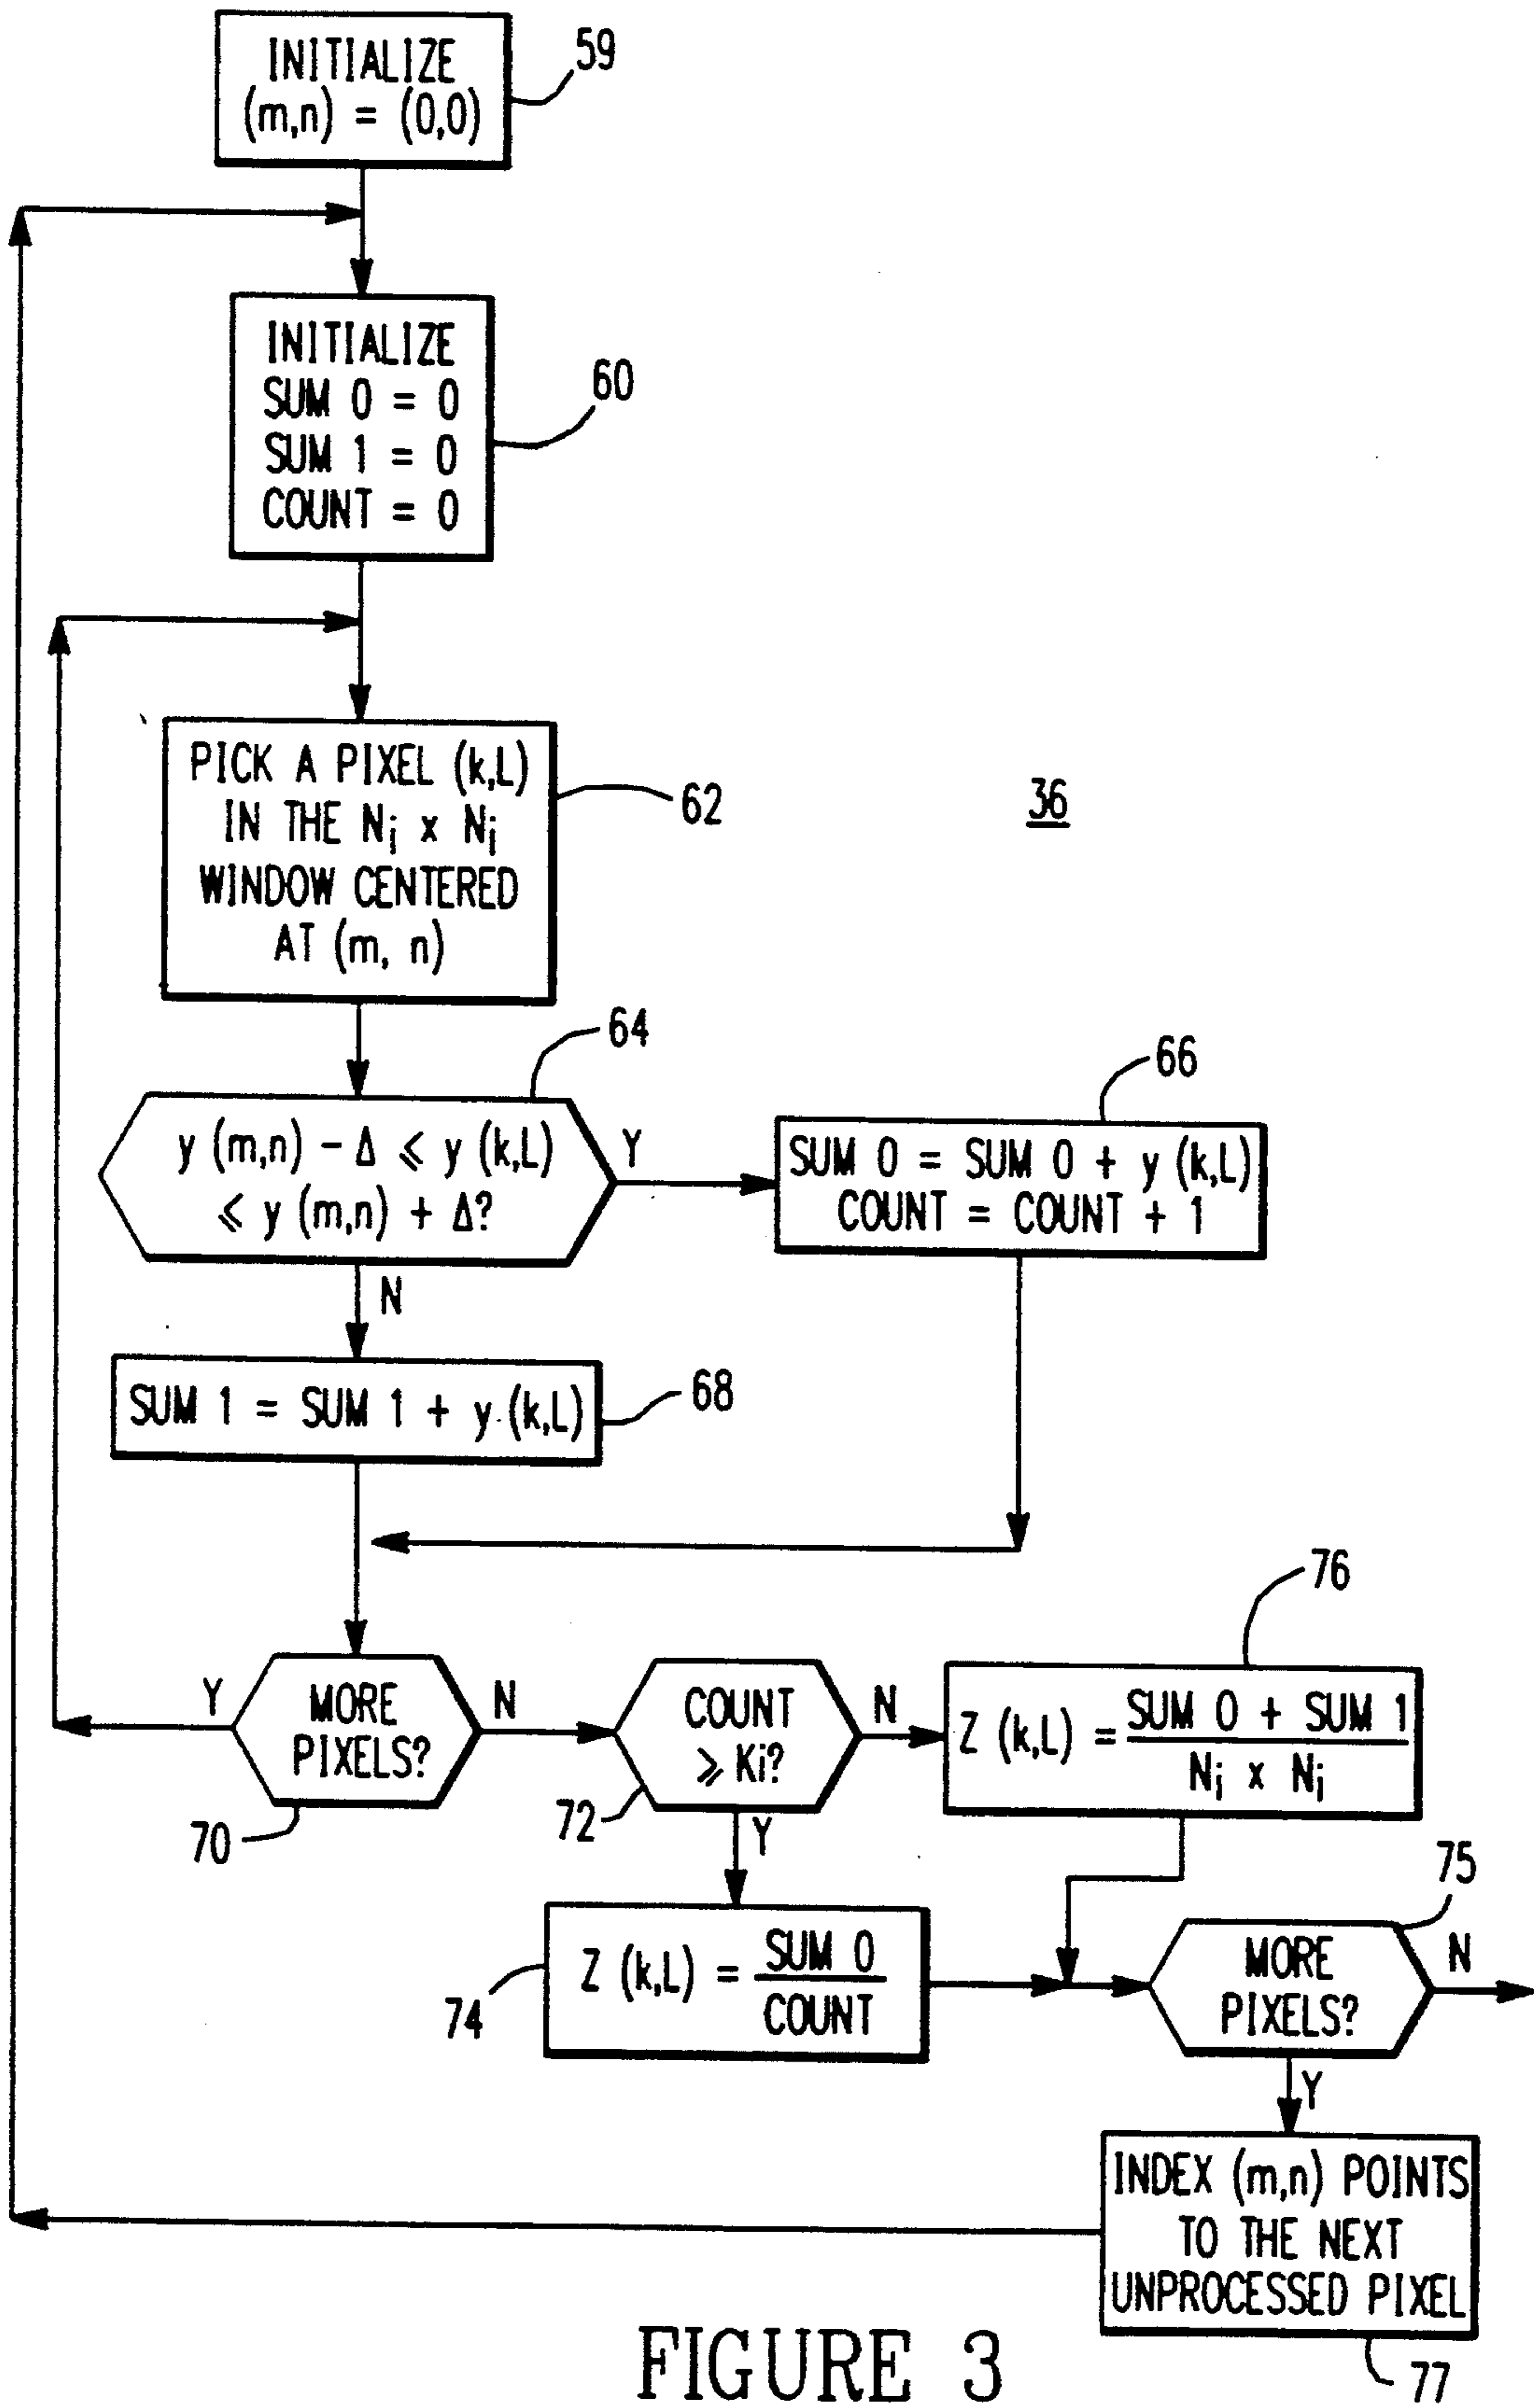 INITIALIZE
(m,n) = (0,0)
59
INITIALIZE
SUM 0 = 0
SUM 1 = 0
COUNT = 0
60
PICK A PIXEL (k,L)
IN THE Ni x Ni
WINDOW CENTERED
AT (m, n)
62
36
64
y (m,n) - Δ ⩽ y (k,L)
⩽ y (m,n) + Δ?
Y
N
66
SUM 0 = SUM 0 + y (k,L)
COUNT = COUNT + 1
SUM 1 = SUM 1 + y (k,L)
68
MORE
PIXELS?
Y
N
70
COUNT
⩾ Ki?
N
Y
72
76
Z (k,L) = SUM 0 + SUM 1
Ni x Ni
Z (k,L) = SUM 0
COUNT
74
75
MORE
PIXELS?
N
Y
INDEX (m,n) POINTS
TO THE NEXT
UNPROCESSED PIXEL
77
FIGURE 3